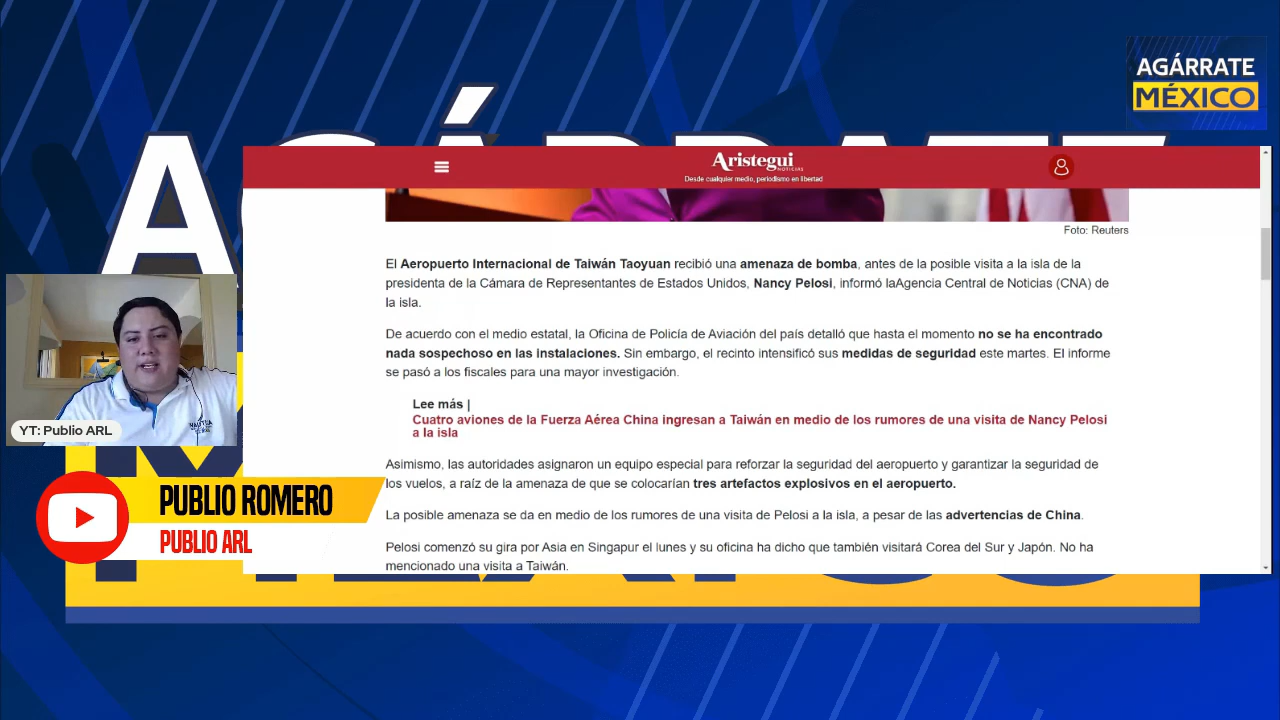 AGÁRRATE
MÉXICO
Aristegui
NOTICIAS
Desde cualquier medio, periodismo en libertad
Foto: Reuters
El Aeropuerto Internacional de Taiwán Taoyuan recibió una amenaza de bomba, antes de la posible visita a la isla de la
presidenta de la Cámara de Representantes de Estados Unidos, Nancy Pelosi, informó laAgencia Central de Noticias (CNA) de
la isla.
De acuerdo con el medio estatal, la Oficina de Policía de Aviación del país detalló que hasta el momento no se ha encontrado
nada sospechoso en las instalaciones. Sin embargo, el recinto intensificó sus medidas de seguridad este martes. El informe
se pasó a los fiscales para una mayor investigación.
Lee más |
Cuatro aviones de la Fuerza Aérea China ingresan a Taiwán en medio de los rumores de una visita de Nancy Pelosi
a la isla
Asimismo, las autoridades asignaron un equipo especial para reforzar la seguridad del aeropuerto y garantizar la seguridad de
los vuelos, a raíz de la amenaza de que se colocarían tres artefactos explosivos en el aeropuerto.
La posible amenaza se da en medio de los rumores de una visita de Pelosi a la isla, a pesar de las advertencias de China.
Pelosi comenzó su gira por Asia en Singapur el lunes y su oficina ha dicho que también visitará Corea del Sur y Japón. No ha
mencionado una visita a Taiwán.
YT: Publio ARL
PUBLIO ROMERO
PUBLIO ARL